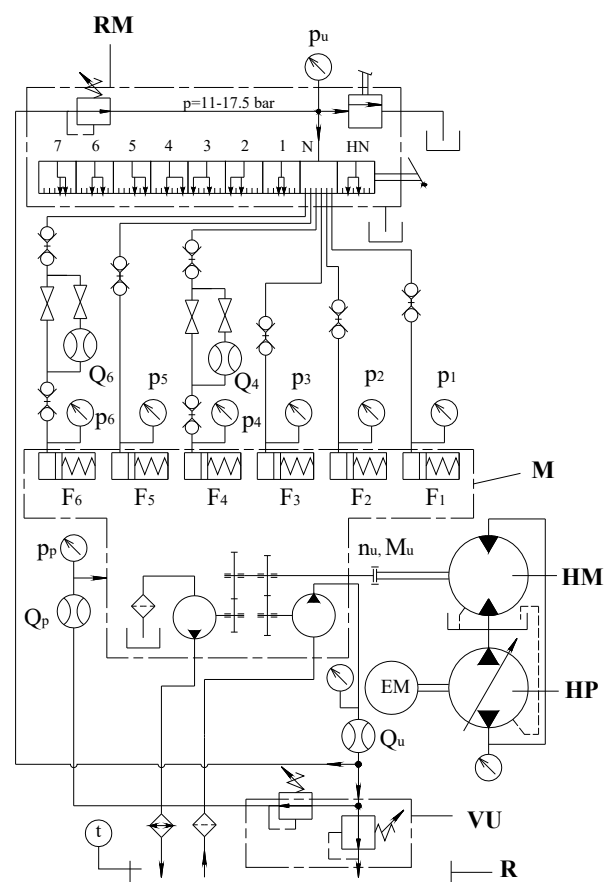 RM
pu
p=11-17.5 bar
7 6 5 4 3 2 1 N HN
Q6 Q4
p6 p5 p4 p3 p2 p1
F6 F5 F4 F3 F2 F1
M
pp
nu, Mu
HM
Qp
EM
HP
Qu
t
VU
R